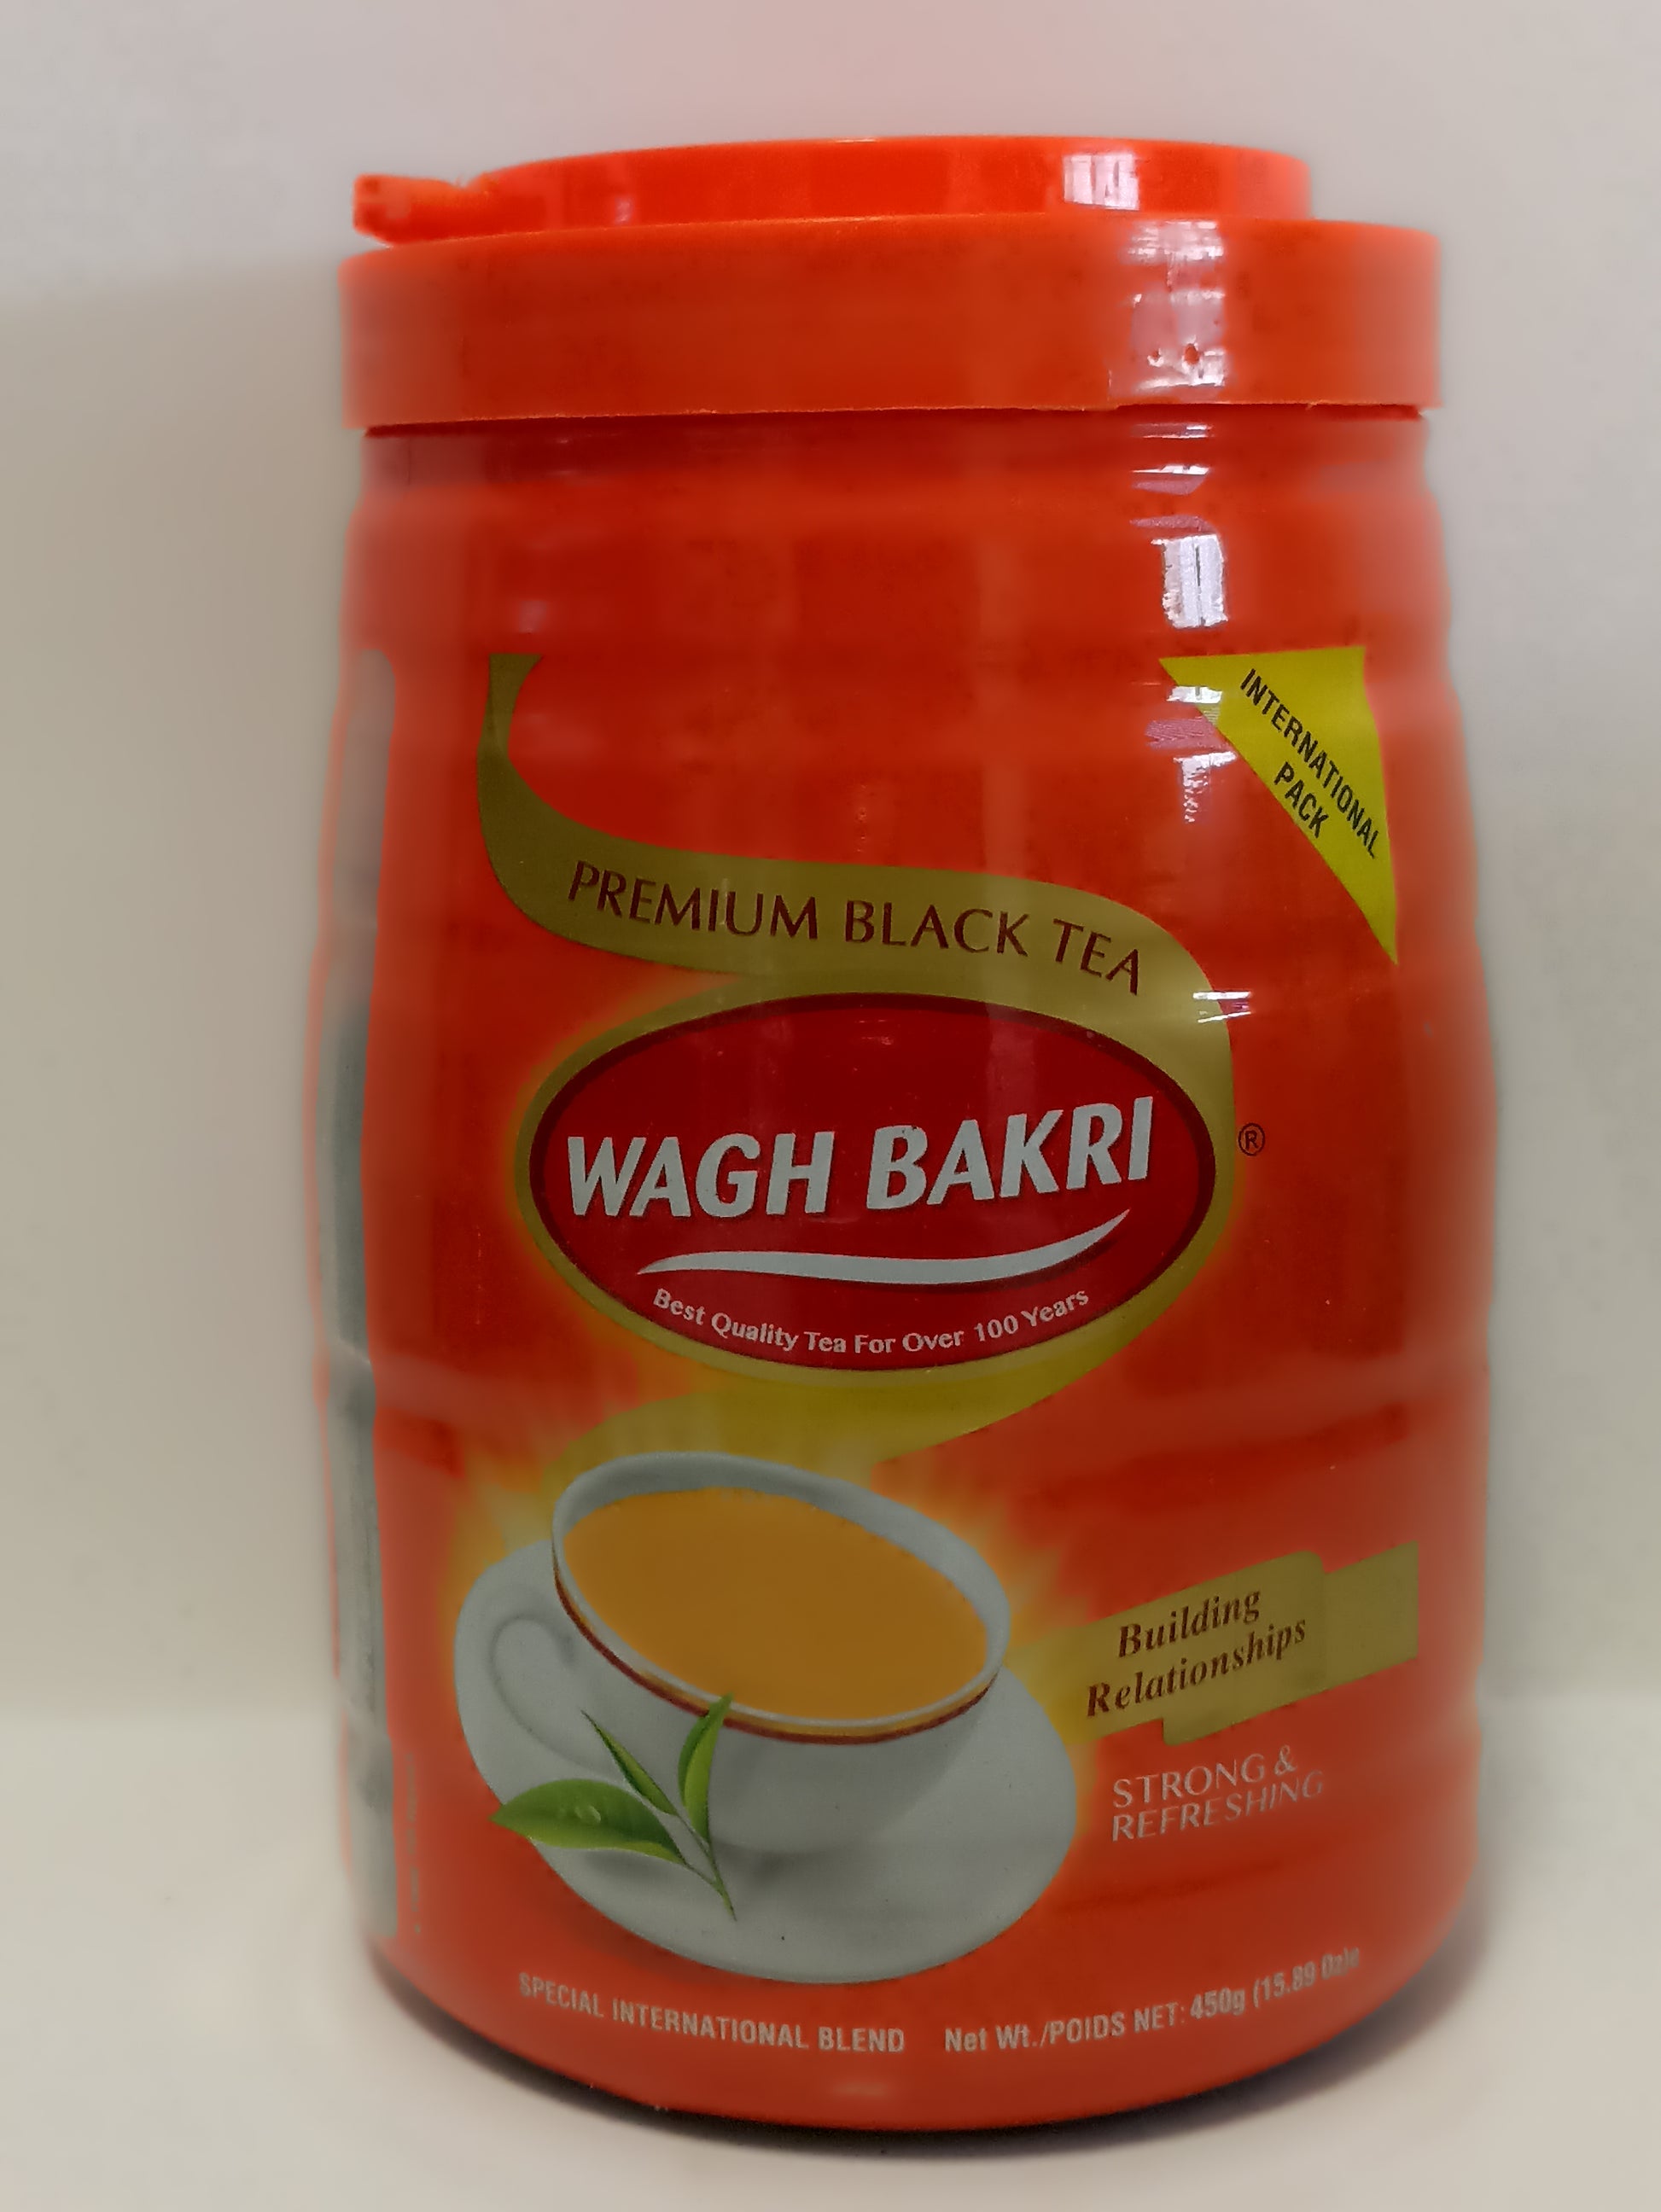 INTERNATIONAL
PACK
PREMIUM BLACK TEA
WAGH BAKRI ®
Best Quality Tea For Over 100 Years
Building
Relationships
STRONG &
REFRESHING
SPECIAL INTERNATIONAL BLEND Net Wt./POIDS NET: 450g (15.89 Oz)e